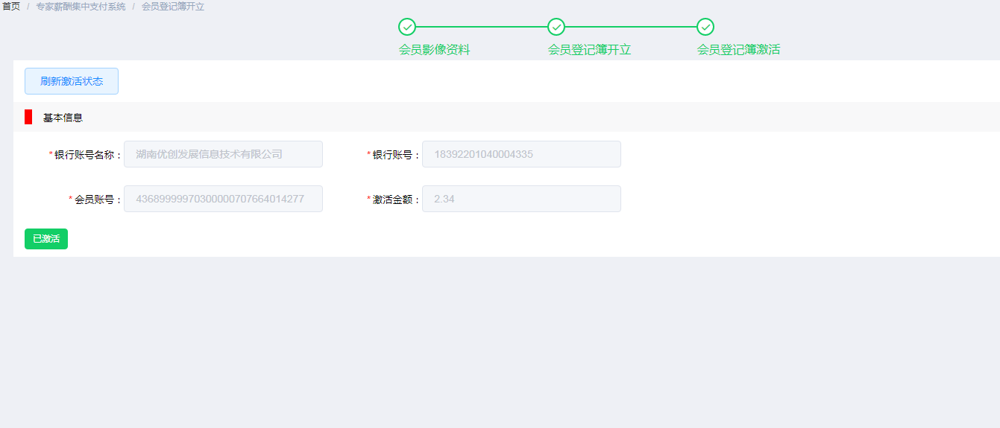 首页 / 专家薪酬集中支付系统 / 会员登记簿开立
会员影像资料 会员登记簿开立 会员登记簿激活
刷新激活状态
基本信息
*银行账号名称： 湖南优创发展信息技术有限公司 *银行账号： 18392201040004335
*会员账号： 43689999970300000707664014277 *激活金额： 2.34
已激活